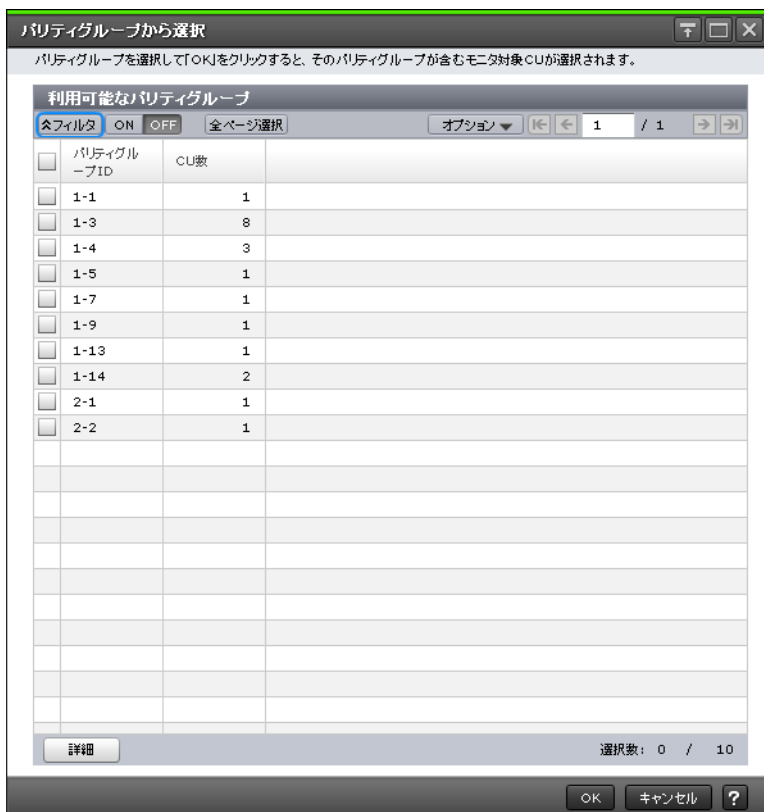 パリティグループから選択
パリティグループを選択して「OK」をクリックすると、そのパリティグループが含むモニタ対象CUが選択されます。
利用可能なパリティグループ
フィルタ ON OFF 全ページ選択 オプション 1 / 1
パリティグル
ープID
CU数
1-1 1
1-3 8
1-4 3
1-5 1
1-7 1
1-9 1
1-13 1
1-14 2
2-1 1
2-2 1
詳細 選択数: 0 / 10
OK キャンセル ?